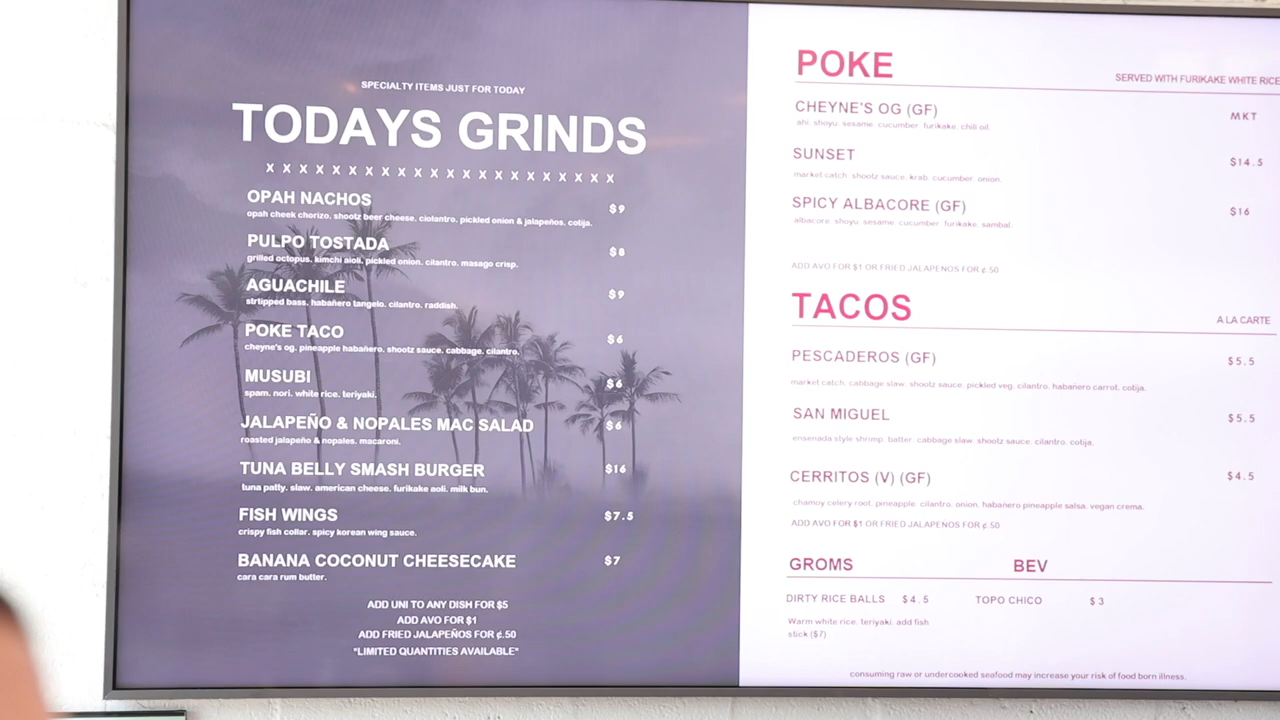 SPECIALTY ITEMS JUST FOR TODAY
TODAYS GRINDS
X X X X X X X X X X X X X X X X X X X X X X
OPAH NACHOS $9
opah cheek chorizo. shootz beer cheese. ciolantro. pickled onion & jalapeños. cotija.
PULPO TOSTADA $8
grilled octopus. kimchi aioli. pickled onion. cilantro. masago crisp.
AGUACHILE $9
strtipped bass. habañero tangelo. cilantro. raddish.
POKE TACO $6
cheyne's og. pineapple habañero. shootz sauce. cabbage. cilantro.
MUSUBI $6
spam. nori. white rice. teriyaki.
JALAPEÑO & NOPALES MAC SALAD $6
roasted jalapeño & nopales. macaroni.
TUNA BELLY SMASH BURGER $16
tuna patty. slaw. american cheese. furikake aoli. milk bun.
FISH WINGS $7.5
crispy fish collar. spicy korean wing sauce.
BANANA COCONUT CHEESECAKE $7
cara cara rum butter.
ADD UNI TO ANY DISH FOR $5
ADD AVO FOR $1
ADD FRIED JALAPEÑOS FOR ¢.50
"LIMITED QUANTITIES AVAILABLE"
POKE SERVED WITH FURIKAKE WHITE RICE
CHEYNE'S OG (GF) MKT
ahi. shoyu. sesame. cucumber. furikake. chili oil.
SUNSET $14.5
market catch. shootz sauce. krab. cucumber. onion.
SPICY ALBACORE (GF) $16
albacore. shoyu. sesame. cucumber. furikake. sambal.
ADD AVO FOR $1 OR FRIED JALAPENOS FOR ¢.50
TACOS A LA CARTE
PESCADEROS (GF) $5.5
market catch. cabbage slaw. shootz sauce. pickled veg. cilantro. habañero carrot. cotija.
SAN MIGUEL $5.5
ensenada style shrimp. batter. cabbage slaw. shootz sauce. cilantro. cotija.
CERRITOS (V) (GF) $4.5
chamoy celery root. pineapple. cilantro. onion. habañero pineapple salsa. vegan crema.
ADD AVO FOR $1 OR FRIED JALAPENOS FOR ¢.50
GROMS BEV
DIRTY RICE BALLS $4.5 TOPO CHICO $3
Warm white rice. teriyaki. add fish
stick ($7)
consuming raw or undercooked seafood may increase your risk of food born illness.